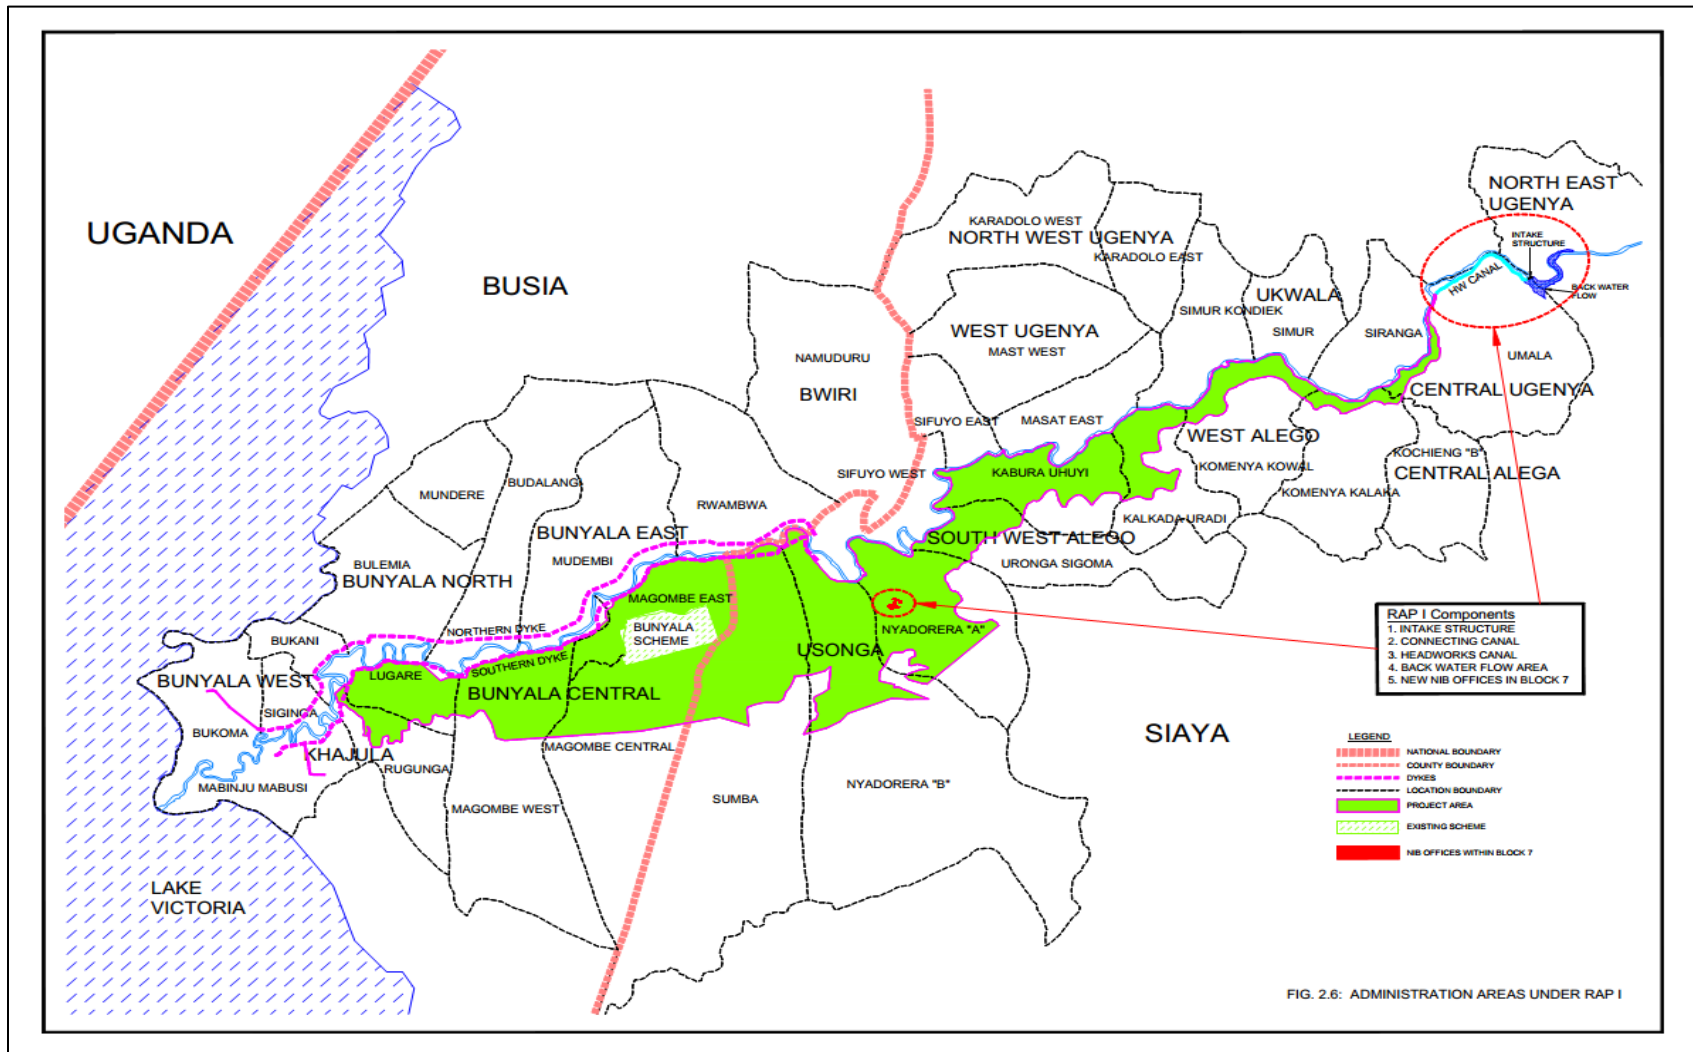 UGANDA
BUSIA
NORTH EAST
UGENYA
KARADOLO WEST
NORTH WEST UGENYA
KARADOLO EAST
INTAKE
STRUCTURE
HW CANAL
BACK WATER
FLOW
UKWALA
SIMUR KONDIEK
SIMUR
SIRANGA
WEST UGENYA
MAST WEST
UMALA
CENTRAL UGENYA
NAMUDURU
BWIRI
SIFUYO EAST
MASAT EAST
WEST ALEGO
KOCHIENG "B"
CENTRAL ALEGA
SIFUYO WEST
KABURA UHUYI
KOMENYA KOWAL
KOMENYA KALAKA
MUNDERE
BUDALANG
RWAMBWA
KALKADA URADI
BUNYALA EAST
SOUTH WEST ALEGO
MUDEMBI
URONGA SIGOMA
BULEMIA
BUNYALA NORTH
MAGOMBE EAST
BUNYALA
SCHEME
NORTHERN DYKE
BUKANI
NYADORERA "A"
USONGA
SOUTHERN DYKE
LUGARE
BUNYALA WEST
BUNYALA CENTRAL
SIGINGA
BUKOMA
KHAJULA
MAGOMBE CENTRAL
RUGUNGA
MABINJU MABUSI
NYADORERA "B"
SUMBA
MAGOMBE WEST
SIAYA
LAKE
VICTORIA
RAP I Components
1. INTAKE STRUCTURE
2. CONNECTING CANAL
3. HEADWORKS CANAL
4. BACK WATER FLOW AREA
5. NEW NIB OFFICES IN BLOCK 7
LEGEND
NATIONAL BOUNDARY
COUNTY BOUNDARY
DYKES
LOCATION BOUNDARY
PROJECT AREA
EXISTING SCHEME
NIB OFFICES WITHIN BLOCK 7
FIG. 2.6: ADMINISTRATION AREAS UNDER RAP I